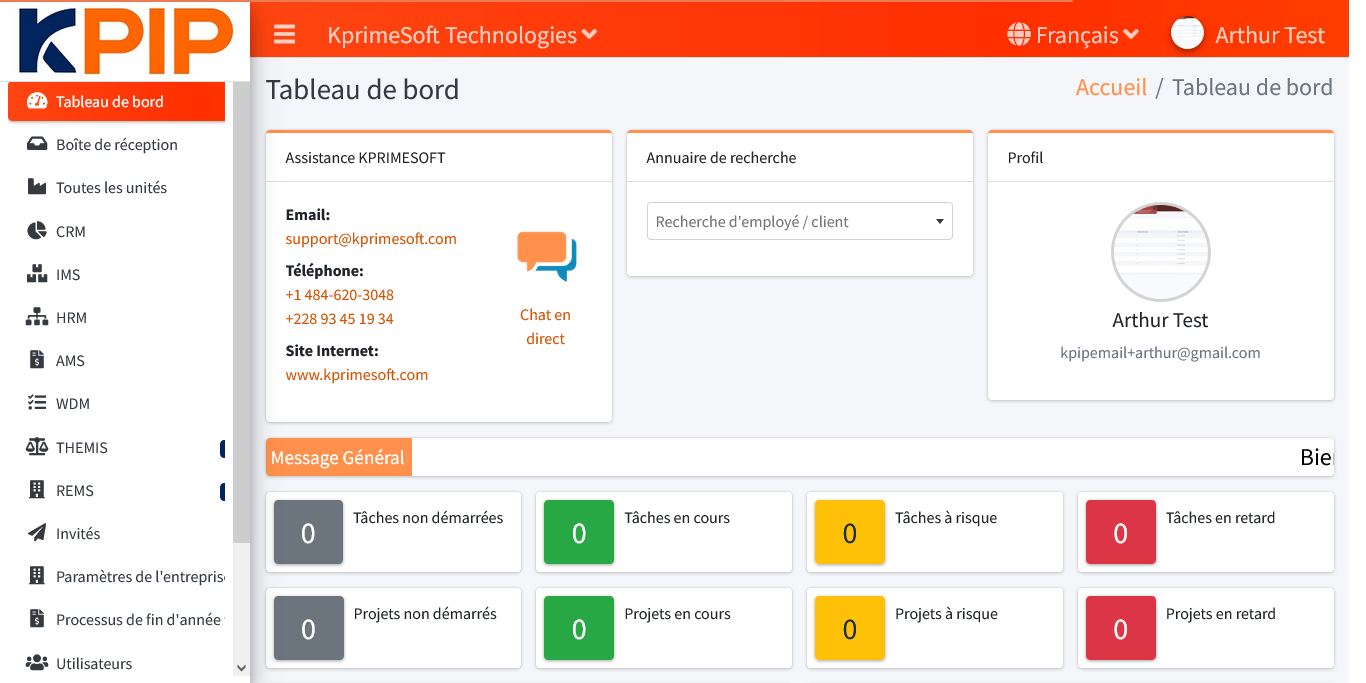 KPIP
KprimeSoft Technologies
Français
Arthur Test
Tableau de bord
Boîte de réception
Toutes les unités
CRM
IMS
HRM
AMS
WDM
THEMIS
REMS
Invités
Paramètres de l'entreprise
Processus de fin d'année
Utilisateurs
Tableau de bord
Accueil / Tableau de bord
Assistance KPRIMESOFT
Email:
support@kprimesoft.com
Téléphone:
+1 484-620-3048
+228 93 45 19 34
Site Internet:
www.kprimesoft.com
Chat en
direct
Annuaire de recherche
Recherche d'employé / client
Profil
Arthur Test
kpipemail+arthur@gmail.com
Message Général
0 Tâches non démarrées
0 Tâches en cours
0 Tâches à risque
0 Tâches en retard
0 Projets non démarrés
0 Projets en cours
0 Projets à risque
0 Projets en retard